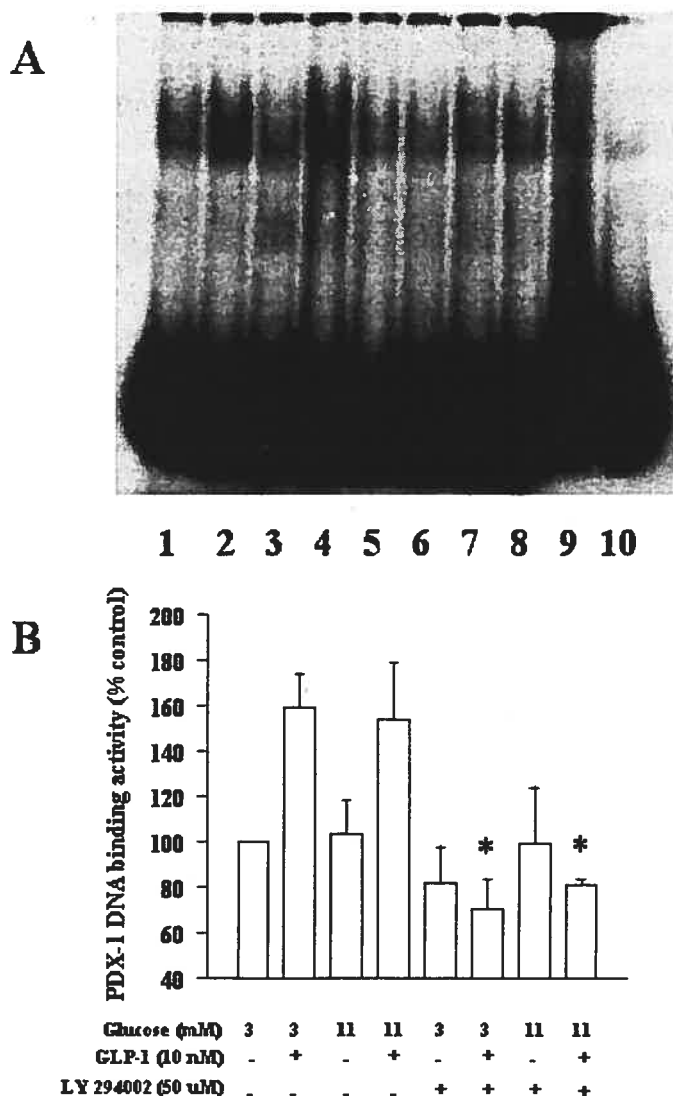 A
1 2 3 4 5 6 7 8 9 10
B
PDX-1 DNA binding activity (% control)
200
180
160
140
120
100
80
60
40
* *
Glucose (mM) 3 3 11 11 3 3 11 11
GLP-1 (10 nM) - + - + - + - +
LY 294002 (50 uM) - - - - + + + +